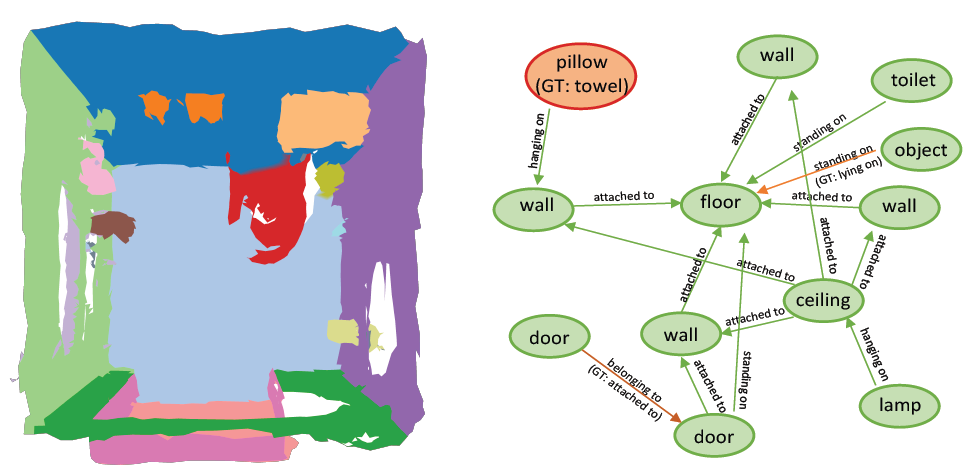 pillow
(GT: towel)
wall
toilet
hanging on
attached to
standing on
object
standing on
(GT: lying on)
wall
attached to
floor
attached to
wall
attached to
attached to
attached to
attached to
ceiling
attached to
wall
door
belonging to
(GT: attached to)
attached to
standing on
hanging on
lamp
door